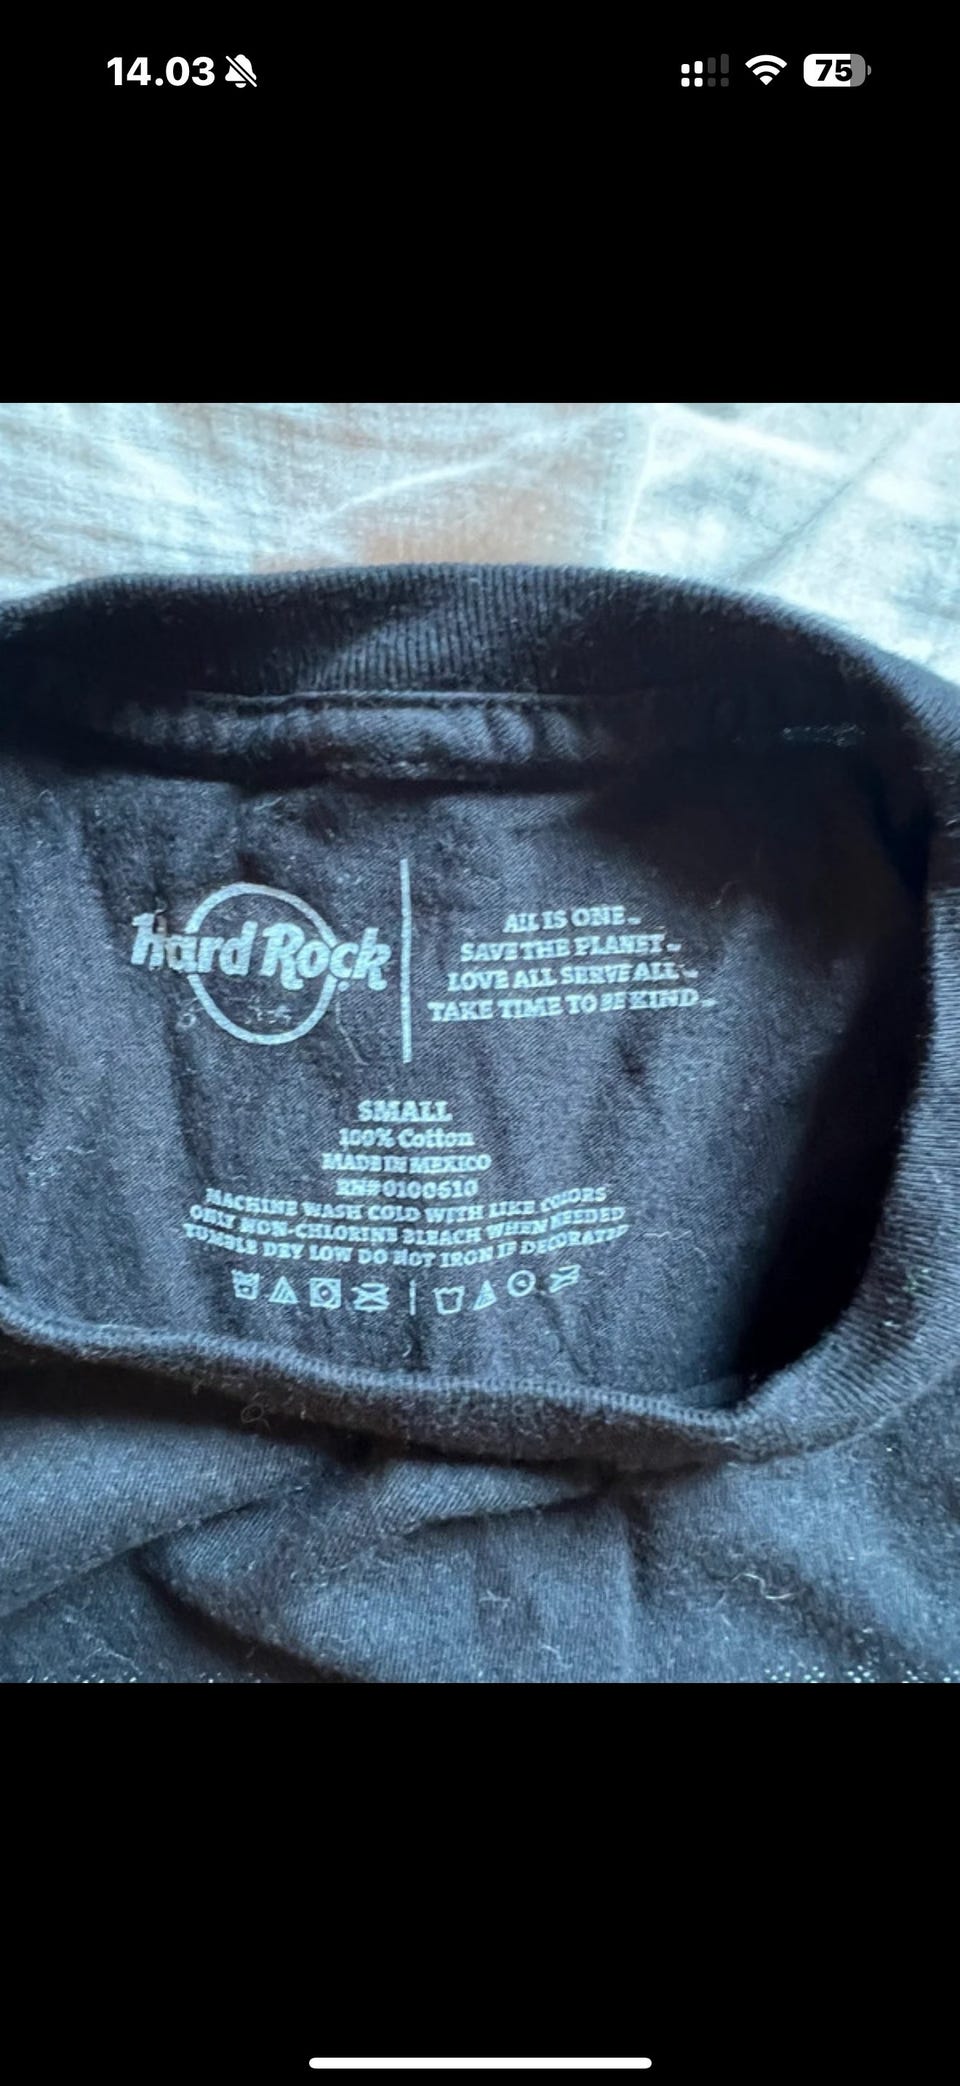 14.03
75
Hard Rock
ALL IS ONE~
SAVE THE PLANET~
LOVE ALL SERVE ALL~
TAKE TIME TO BE KIND~
SMALL
100% Cotton
MADE IN MEXICO
RN#0100610
MACHINE WASH COLD WITH LIKE COLORS
ONLY NON-CHLORINE BLEACH WHEN NEEDED
TUMBLE DRY LOW DO NOT IRON IF DECORATED